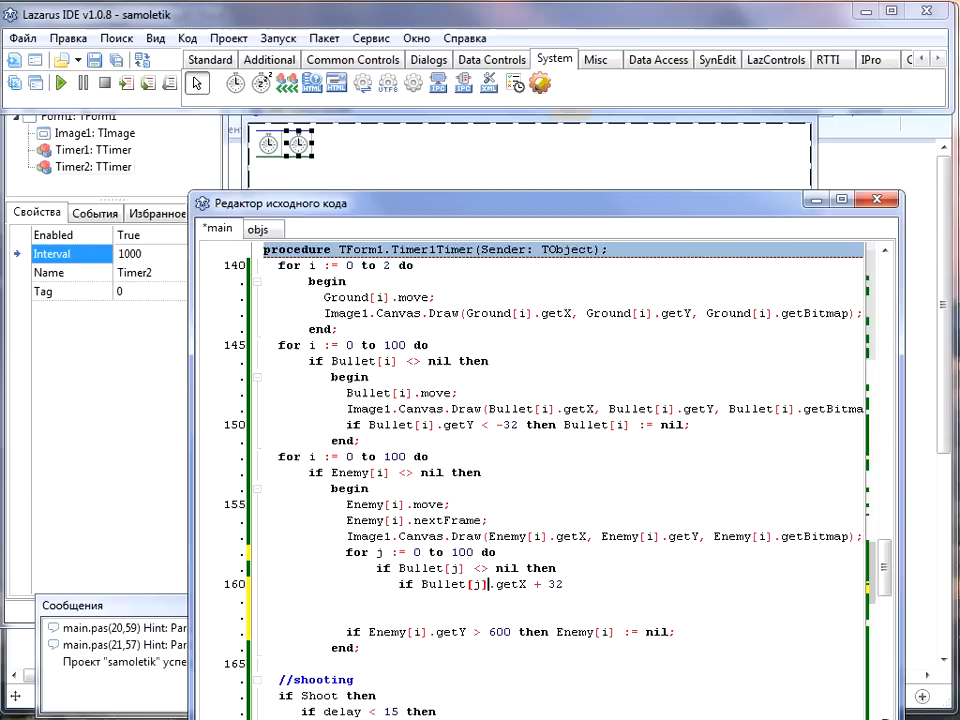 Lazarus IDE v1.0.8 - samoletik
Файл Правка Поиск Вид Код Проект Запуск Пакет Сервис Окно Справка
Standard Additional Common Controls Dialogs Data Controls System Misc Data Access SynEdit LazControls RTTI IPro
Form1: TForm1
Image1: TImage
Timer1: TTimer
Timer2: TTimer
Свойства События Избранное
Enabled True
Interval 1000
Name Timer2
Tag 0
Редактор исходного кода
*main objs
procedure TForm1.Timer1Timer(Sender: TObject);
140 for i := 0 to 2 do
begin
Ground[i].move;
Image1.Canvas.Draw(Ground[i].getX, Ground[i].getY, Ground[i].getBitmap);
end;
145 for i := 0 to 100 do
if Bullet[i] <> nil then
begin
Bullet[i].move;
Image1.Canvas.Draw(Bullet[i].getX, Bullet[i].getY, Bullet[i].getBitma
150 if Bullet[i].getY < -32 then Bullet[i] := nil;
end;
for i := 0 to 100 do
if Enemy[i] <> nil then
begin
155 Enemy[i].move;
Enemy[i].nextFrame;
Image1.Canvas.Draw(Enemy[i].getX, Enemy[i].getY, Enemy[i].getBitmap);
for j := 0 to 100 do
if Bullet[j] <> nil then
160 if Bullet[j].getX + 32
if Enemy[i].getY > 600 then Enemy[i] := nil;
end;
165
//shooting
if Shoot then
if delay < 15 then
Сообщения
main.pas(20,59) Hint: Par
main.pas(21,57) Hint: Par
Проект "samoletik" успе